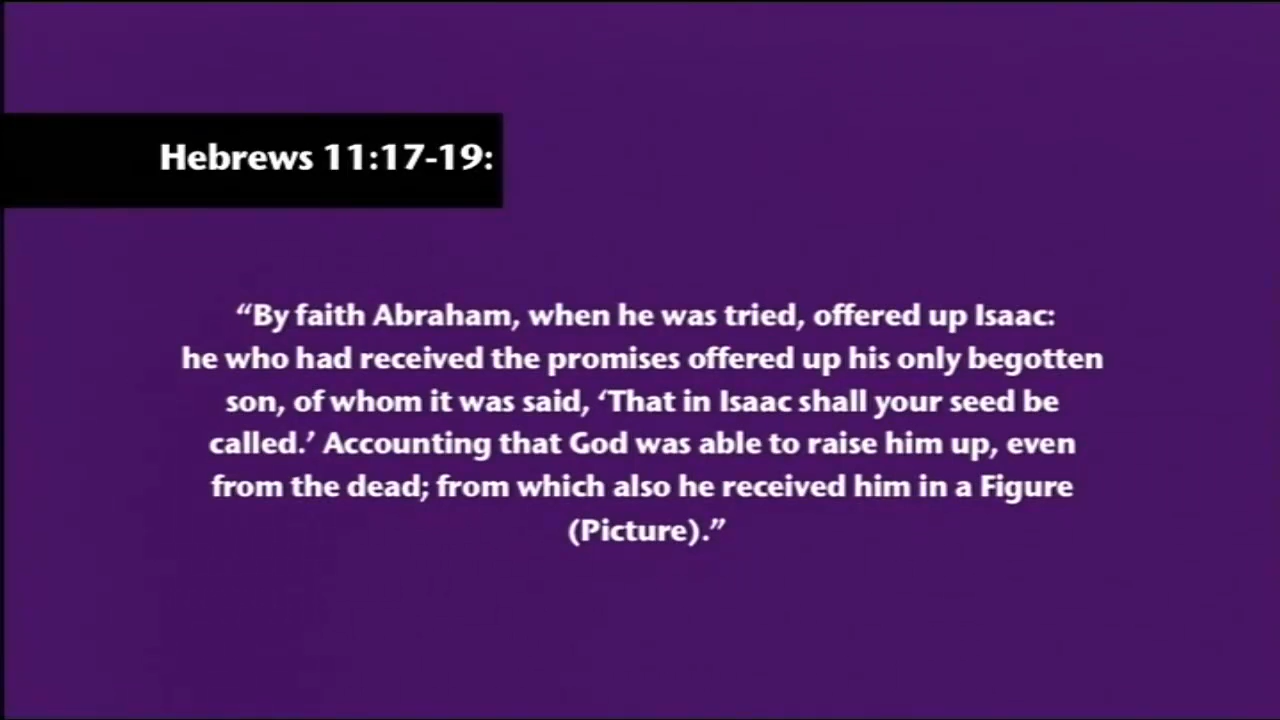 Hebrews 11:17-19:
“By faith Abraham, when he was tried, offered up Isaac:
he who had received the promises offered up his only begotten
son, of whom it was said, ‘That in Isaac shall your seed be
called.’ Accounting that God was able to raise him up, even
from the dead; from which also he received him in a Figure
(Picture).”